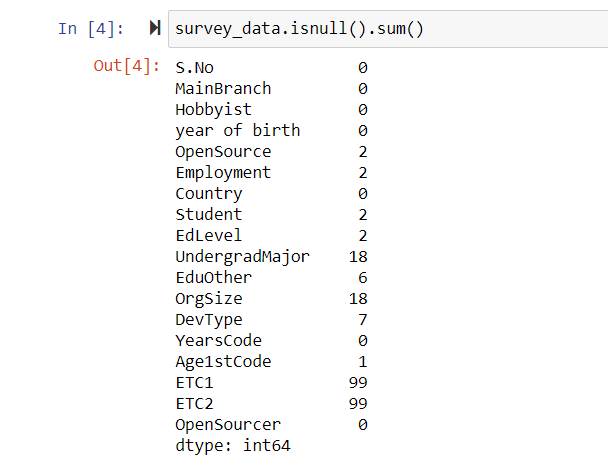 In [4]: survey_data.isnull().sum()
Out[4]: S.No 0
MainBranch 0
Hobbyist 0
year of birth 0
OpenSource 2
Employment 2
Country 0
Student 2
EdLevel 2
UndergradMajor 18
EduOther 6
OrgSize 18
DevType 7
YearsCode 0
Age1stCode 1
ETC1 99
ETC2 99
OpenSourcer 0
dtype: int64